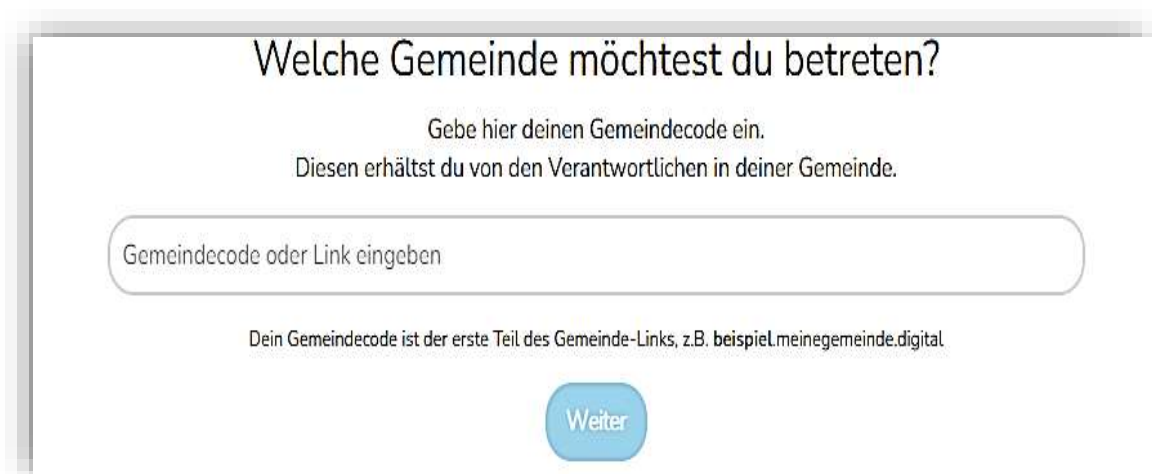 Welche Gemeinde möchtest du betreten?
Gebe hier deinen Gemeindecode ein.
Diesen erhältst du von den Verantwortlichen in deiner Gemeinde.
Gemeindecode oder Link eingeben
Dein Gemeindecode ist der erste Teil des Gemeinde-Links, z.B. beispiel.meinegemeinde.digital
Weiter